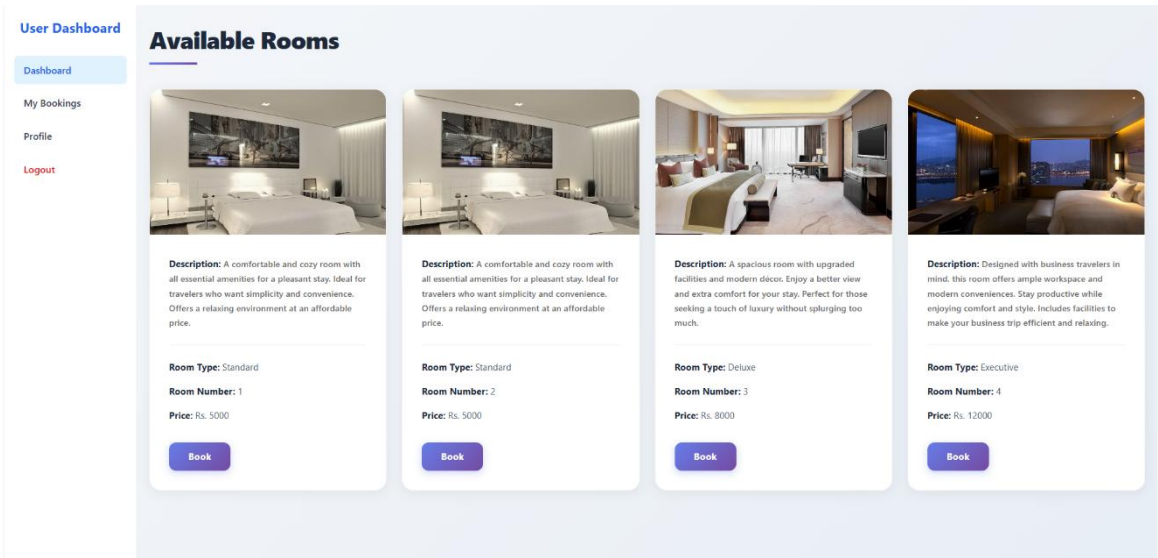 User Dashboard
Dashboard
My Bookings
Profile
Logout
Available Rooms
Description: A comfortable and cozy room with
all essential amenities for a pleasant stay. Ideal for
travelers who want simplicity and convenience.
Offers a relaxing environment at an affordable
price.
Room Type: Standard
Room Number: 1
Price: Rs. 5000
Book
Description: A comfortable and cozy room with
all essential amenities for a pleasant stay. Ideal for
travelers who want simplicity and convenience.
Offers a relaxing environment at an affordable
price.
Room Type: Standard
Room Number: 2
Price: Rs. 5000
Book
Description: A spacious room with upgraded
facilities and modern décor. Enjoy a better view
and extra comfort for your stay. Perfect for those
seeking a touch of luxury without splurging too
much.
Room Type: Deluxe
Room Number: 3
Price: Rs. 8000
Book
Description: Designed with business travelers in
mind, this room offers ample workspace and
modern conveniences. Stay productive while
enjoying comfort and style. Includes facilities to
make your business trip efficient and relaxing.
Room Type: Executive
Room Number: 4
Price: Rs. 12000
Book